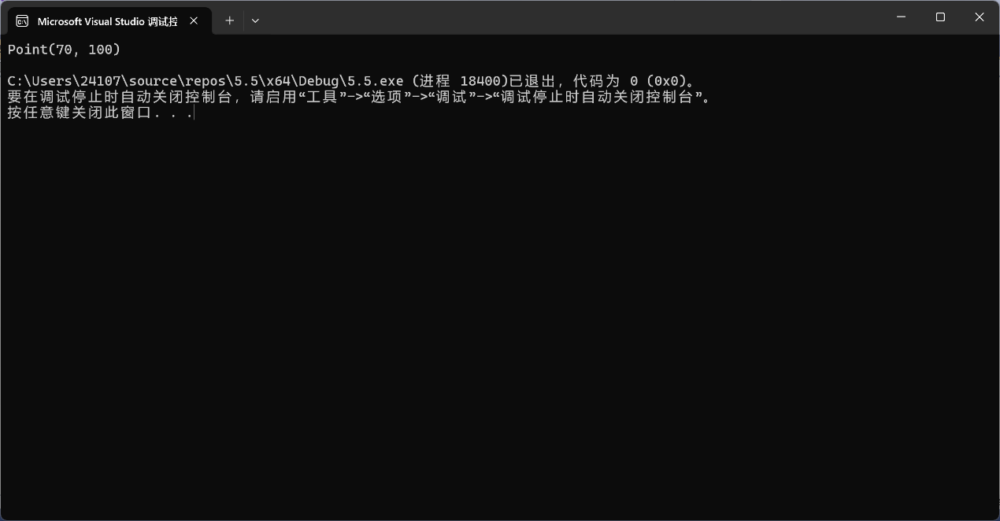 Microsoft Visual Studio 调试控
Point(70, 100)
C:\Users\24107\source\repos\5.5\x64\Debug\5.5.exe (进程 18400)已退出，代码为 0 (0x0)。
要在调试停止时自动关闭控制台，请启用“工具”->“选项”->“调试”->“调试停止时自动关闭控制台”。
按任意键关闭此窗口. . .